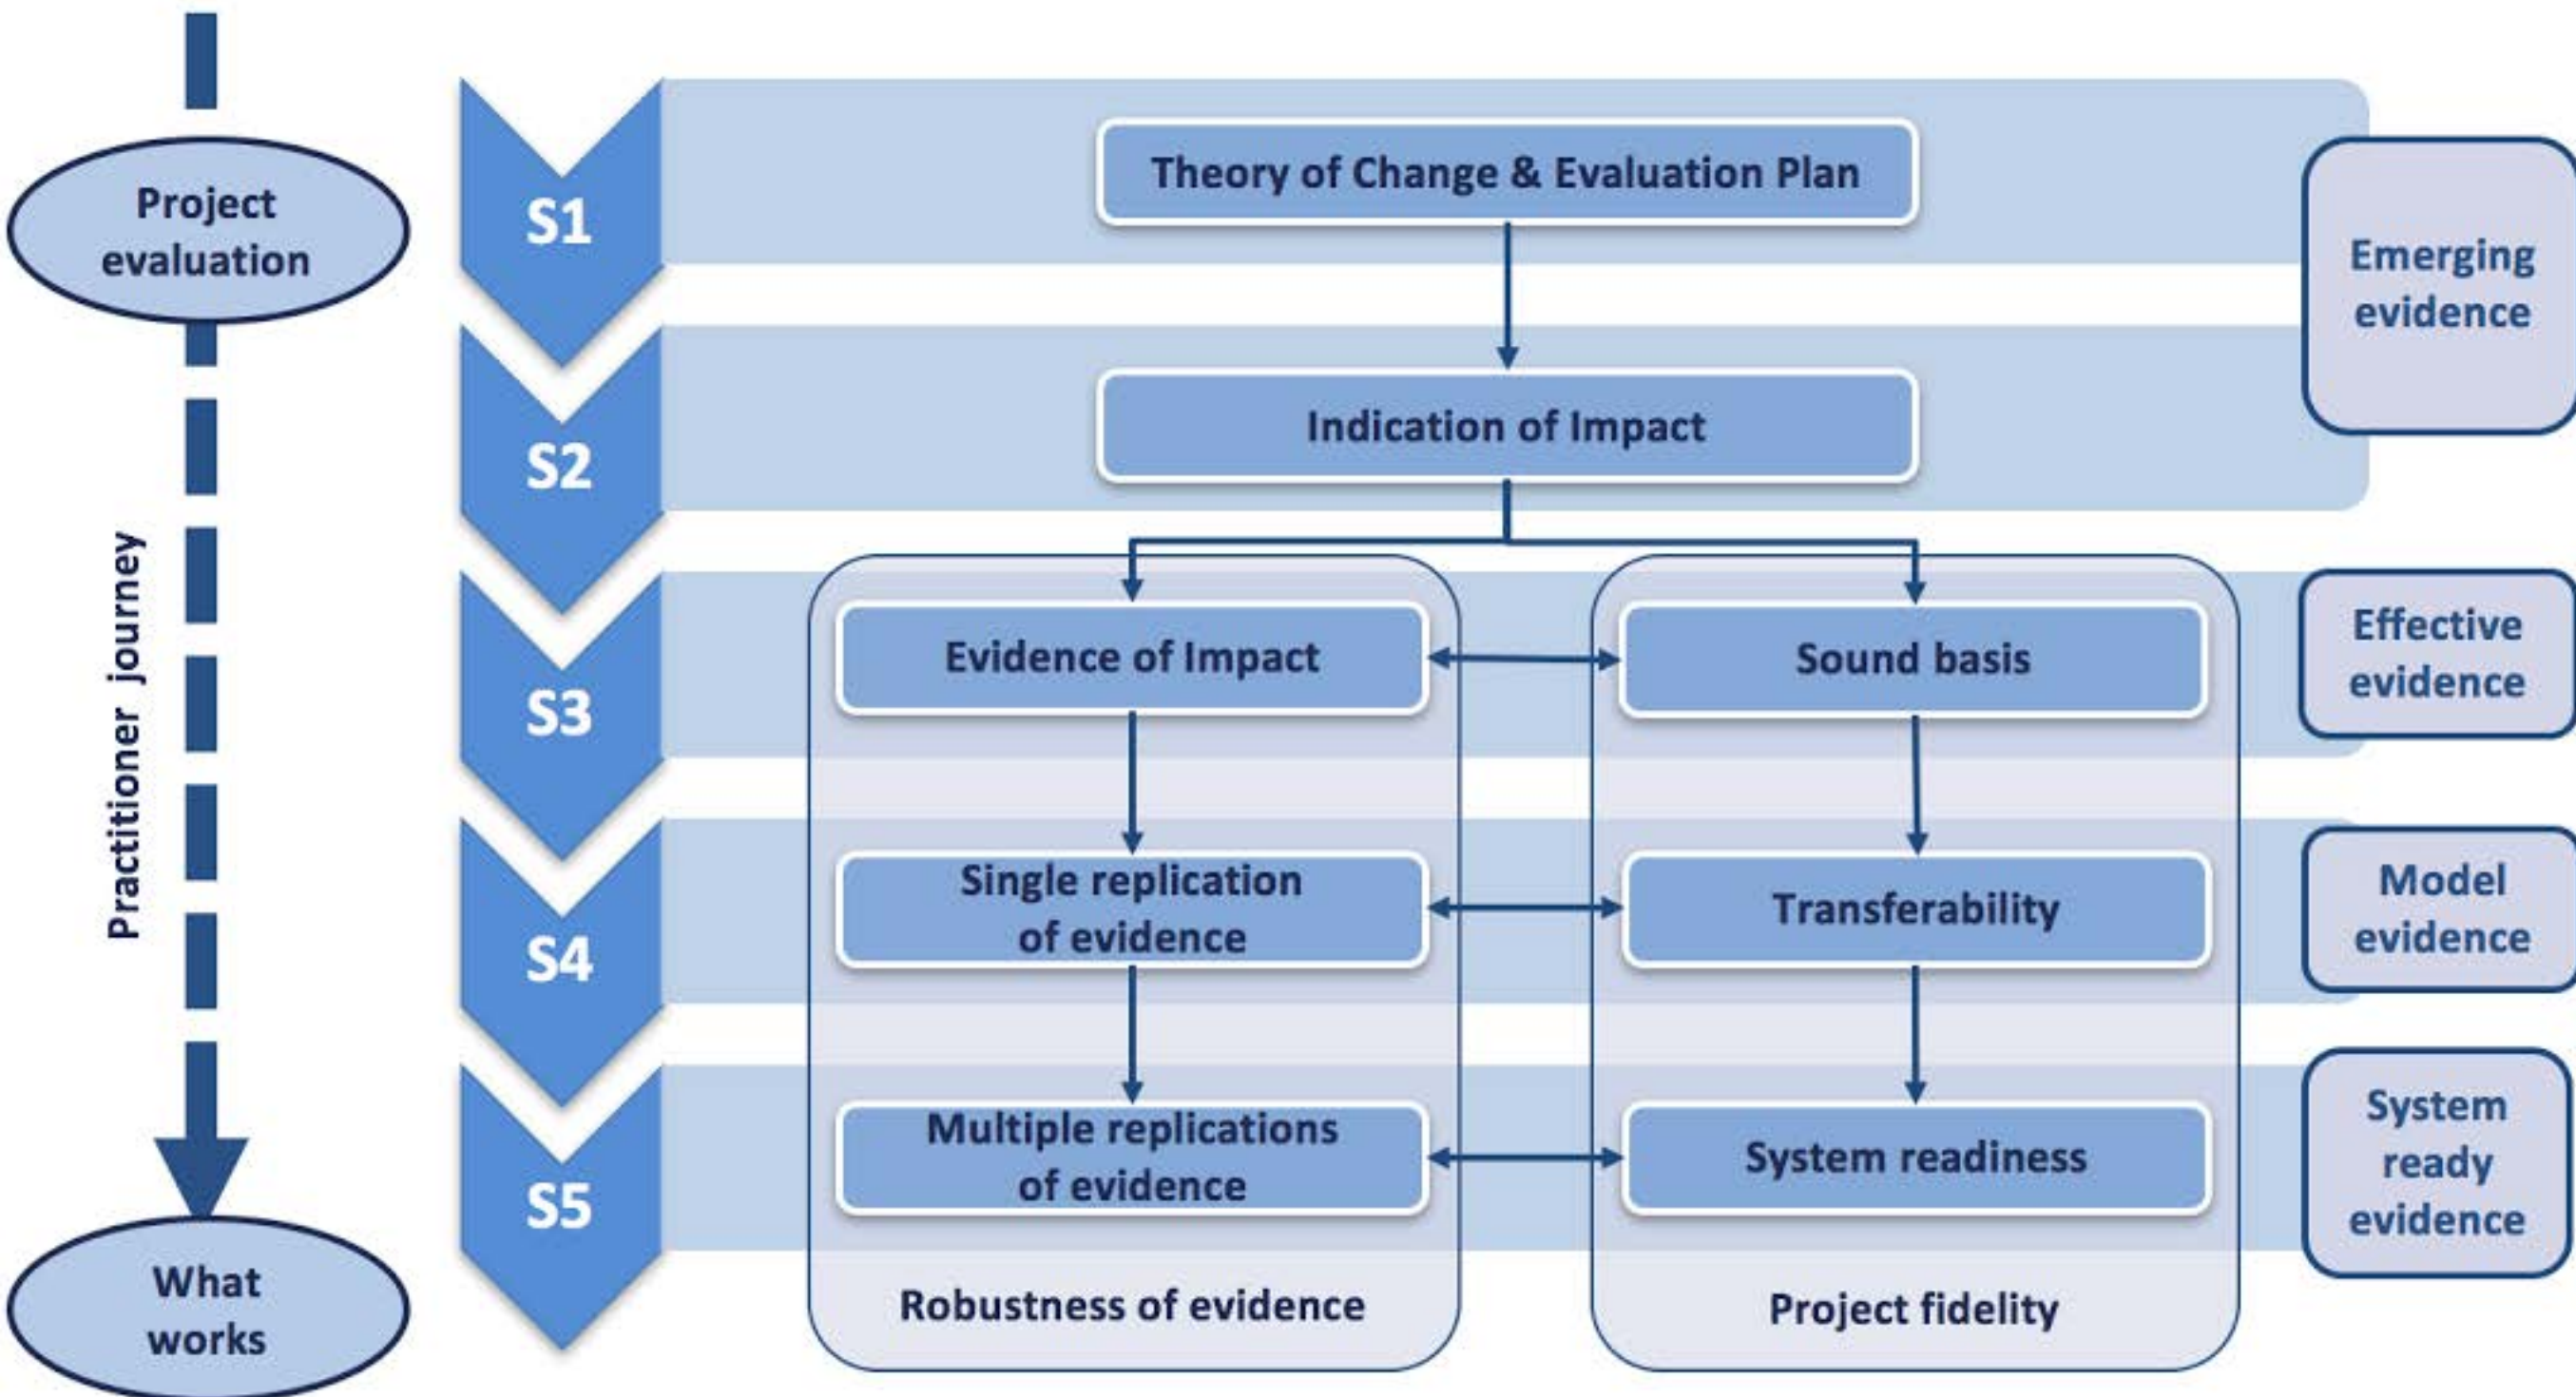 Project
evaluation
Practitioner journey
What
works
S1
Theory of Change & Evaluation Plan
Emerging
evidence
S2
Indication of Impact
S3
Evidence of Impact
Sound basis
Effective
evidence
S4
Single replication
of evidence
Transferability
Model
evidence
S5
Multiple replications
of evidence
System readiness
System
ready
evidence
Robustness of evidence
Project fidelity